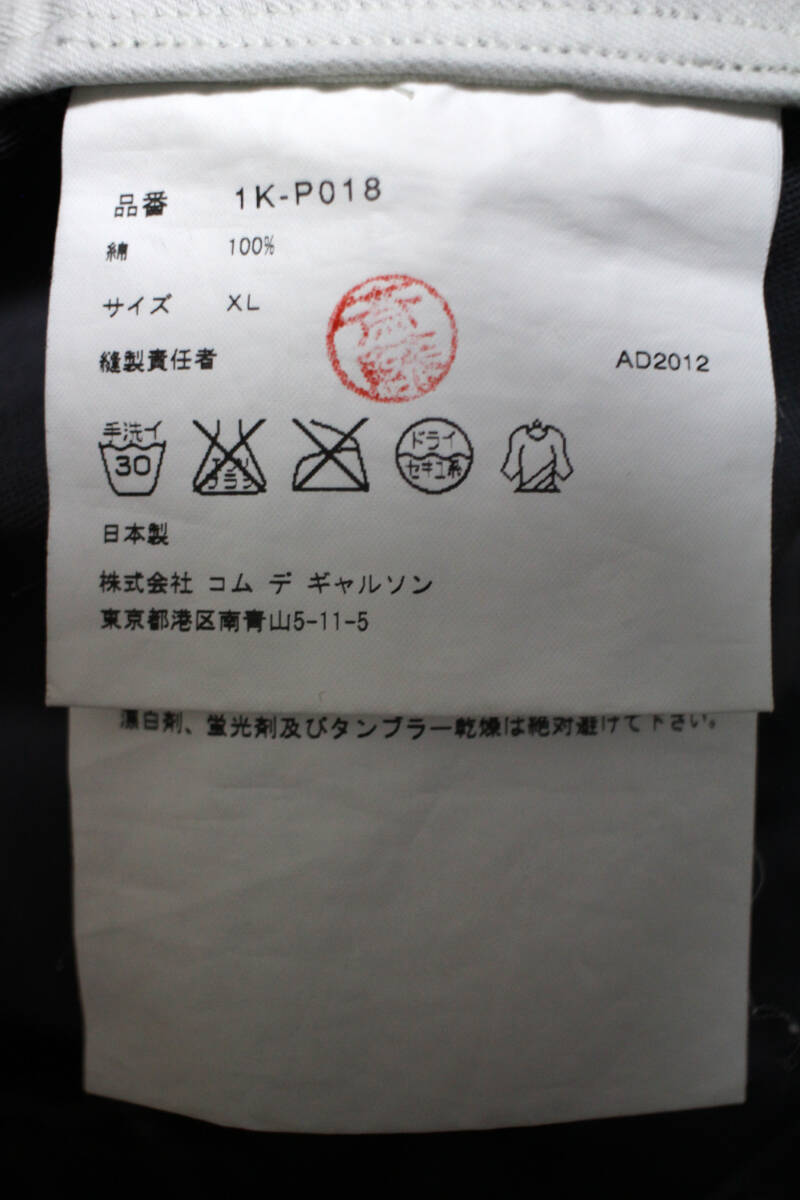 品番 1K-P018
綿 100%
サイズ XL
縫製責任者 AD2012
手洗イ ドライ
30 エンソ セキユ系
日本製
株式会社 コム デ ギャルソン
東京都港区南青山5-11-5
漂白剤、蛍光剤及びタンブラー乾燥は絶対避けて下さい。